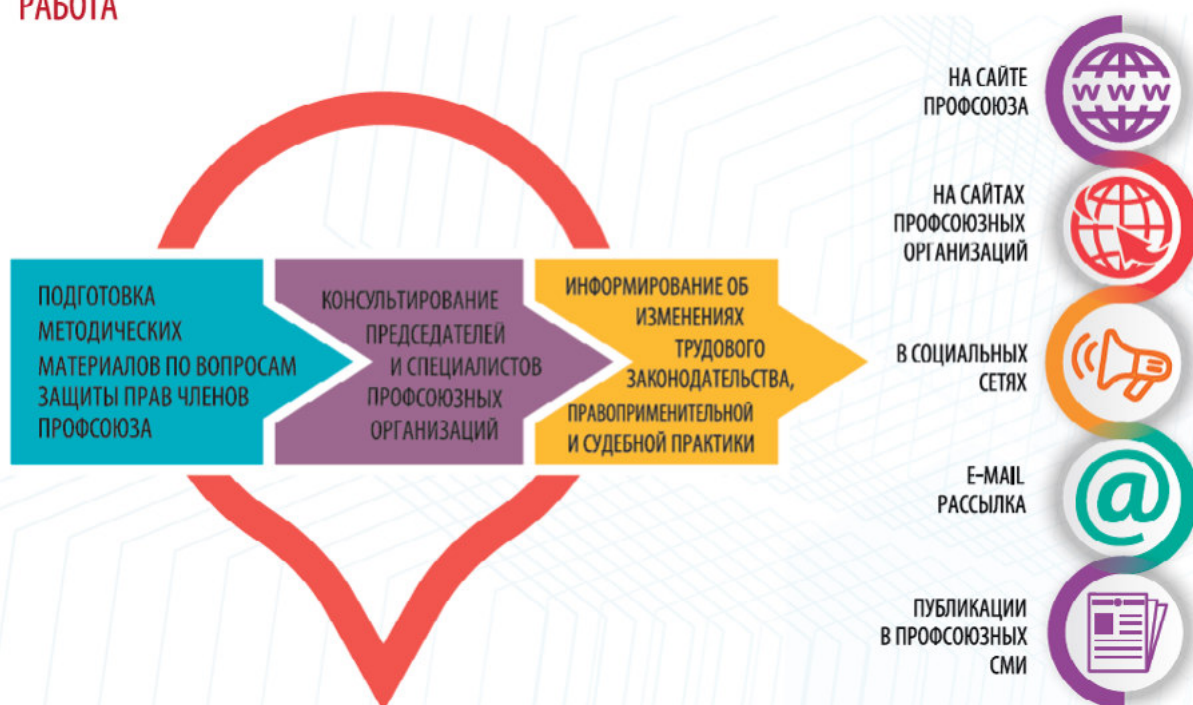 РАБОТА
ПОДГОТОВКА
МЕТОДИЧЕСКИХ
МАТЕРИАЛОВ ПО ВОПРОСАМ
ЗАЩИТЫ ПРАВ ЧЛЕНОВ
ПРОФСОЮЗА
КОНСУЛЬТИРОВАНИЕ
ПРЕДСЕДАТЕЛЕЙ
И СПЕЦИАЛИСТОВ
ПРОФСОЮЗНЫХ
ОРГАНИЗАЦИЙ
ИНФОРМИРОВАНИЕ ОБ
ИЗМЕНЕНИЯХ
ТРУДОВОГО
ЗАКОНОДАТЕЛЬСТВА,
ПРАВОПРИМЕНИТЕЛЬНОЙ
И СУДЕБНОЙ ПРАКТИКИ
НА САЙТЕ
ПРОФСОЮЗА
WWW
НА САЙТАХ
ПРОФСОЮЗНЫХ
ОРГАНИЗАЦИЙ
В СОЦИАЛЬНЫХ
СЕТЯХ
E-MAIL
РАССЫЛКА
@
ПУБЛИКАЦИИ
В ПРОФСОЮЗНЫХ
СМИ